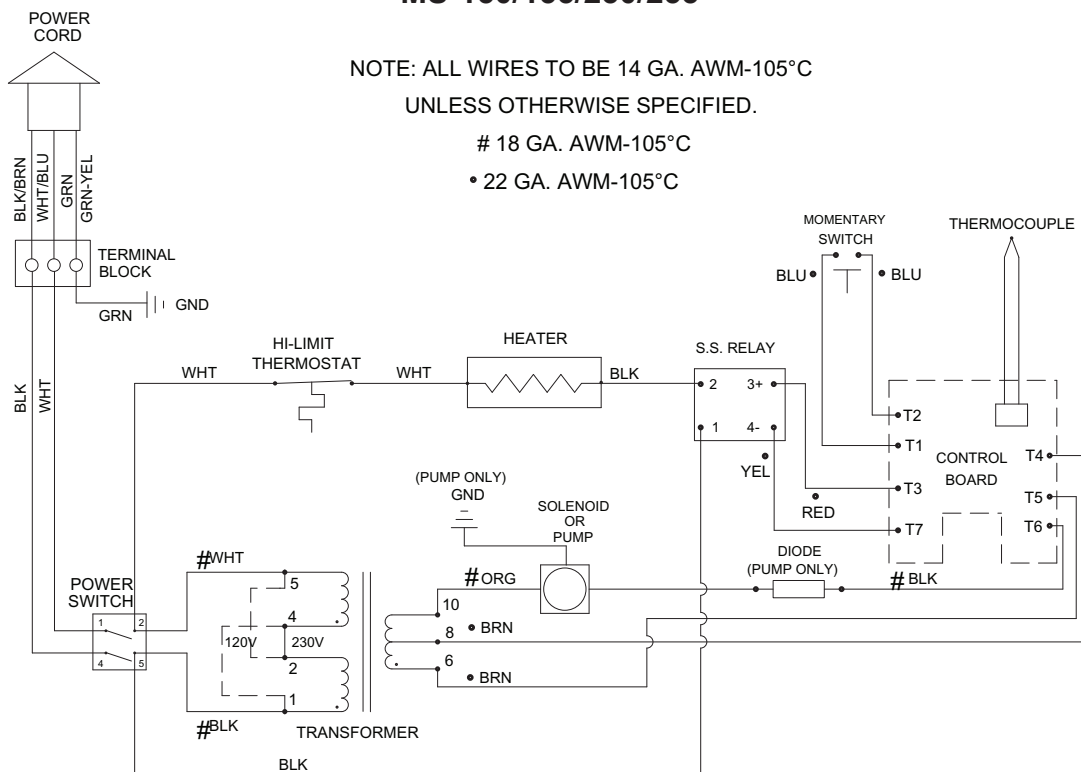 POWER
CORD
NOTE: ALL WIRES TO BE 14 GA. AWM-105°C
UNLESS OTHERWISE SPECIFIED.
# 18 GA. AWM-105°C
• 22 GA. AWM-105°C
BLK/BRN
WHT/BLU
GRN
GRN-YEL
TERMINAL
BLOCK
GRN
GND
BLK
WHT
MOMENTARY
SWITCH
BLU
BLU
THERMOCOUPLE
HI-LIMIT
THERMOSTAT
WHT
WHT
HEATER
BLK
S.S. RELAY
2 3+
1 4-
YEL
RED
T2
T1
T3
T7
CONTROL
BOARD
T4
T5
T6
(PUMP ONLY)
GND
SOLENOID
OR
PUMP
DIODE
(PUMP ONLY)
#BLK
#WHT
#ORG
POWER
SWITCH
1 2
4 5
5
4
120V 230V
2
1
10
8
6
BRN
BRN
#BLK
TRANSFORMER
BLK